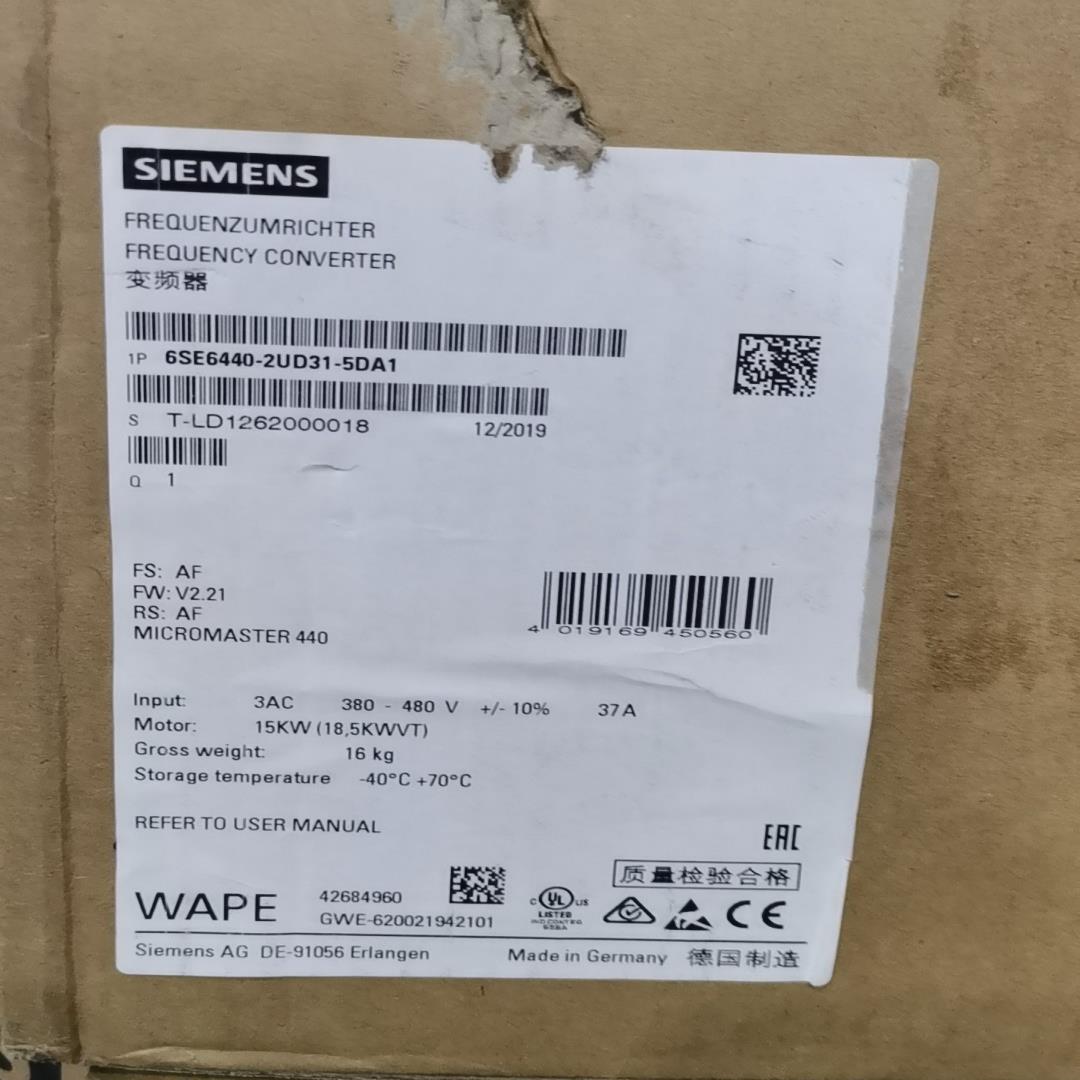 SIEMENS
FREQUENZUMRICHTER
FREQUENCY CONVERTER
变频器
1P 6SE6440-2UD31-5DA1
S T-LD1262000018 12/2019
Q 1
FS: AF
FW: V2.21
RS: AF
MICROMASTER 440
4 019169 450560
Input: 3AC 380 - 480 V +/- 10% 37A
Motor: 15KW (18,5KWVT)
Gross weight: 16 kg
Storage temperature -40°C +70°C
REFER TO USER MANUAL
EAC
质量检验合格
WAPE
42684960
GWE-620021942101
C UL US
LISTED
CE
Siemens AG DE-91056 Erlangen
Made in Germany 德国制造